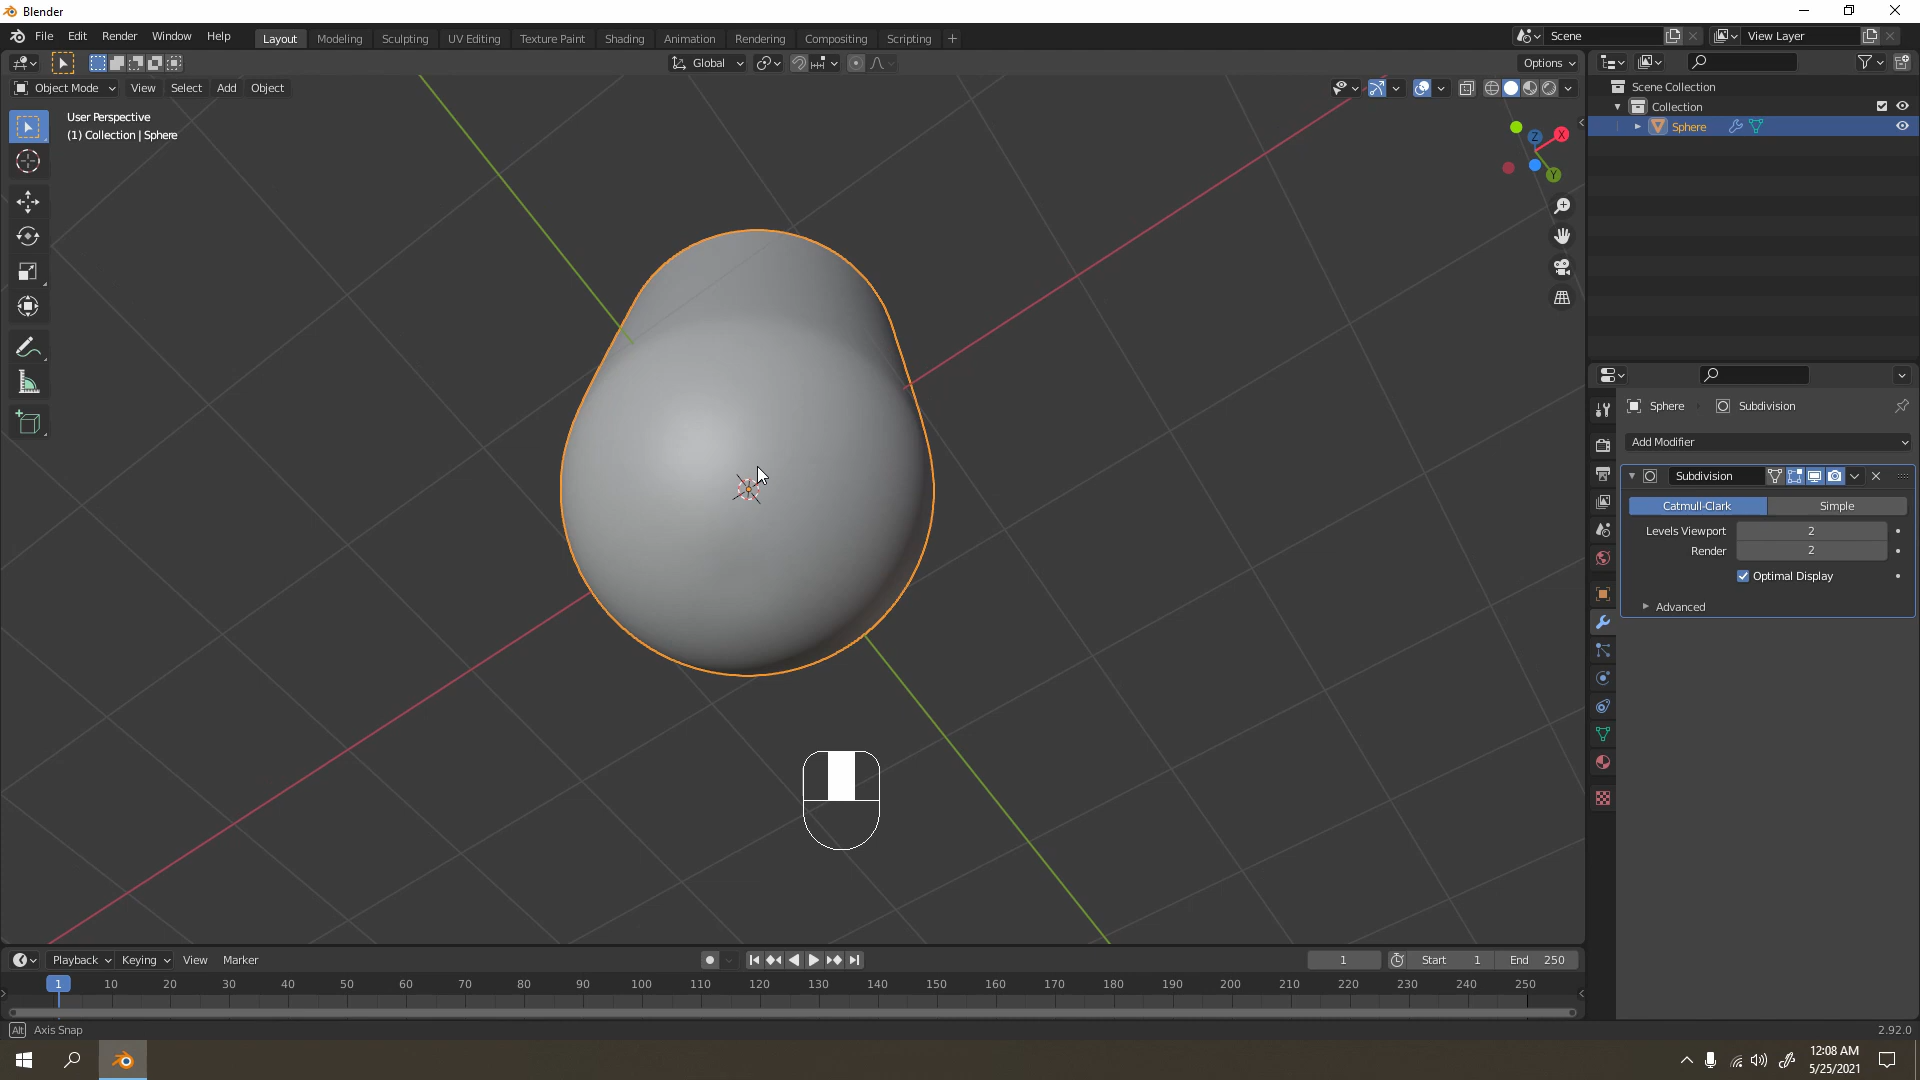 Blender
File Edit Render Window Help
Layout Modeling Sculpting UV Editing Texture Paint Shading Animation Rendering Compositing Scripting +
Scene
View Layer
Global
Options
Object Mode View Select Add Object
User Perspective
(1) Collection | Sphere
Z
X
Y
Scene Collection
Collection
Sphere
Sphere Subdivision
Add Modifier
Subdivision
Catmull-Clark Simple
Levels Viewport 2
Render 2
Optimal Display
Advanced
Playback Keying View Marker
1
Start 1
End 250
1 10 20 30 40 50 60 70 80 90 100 110 120 130 140 150 160 170 180 190 200 210 220 230 240 250
Alt Axis Snap
2.92.0
12:08 AM
5/25/2021